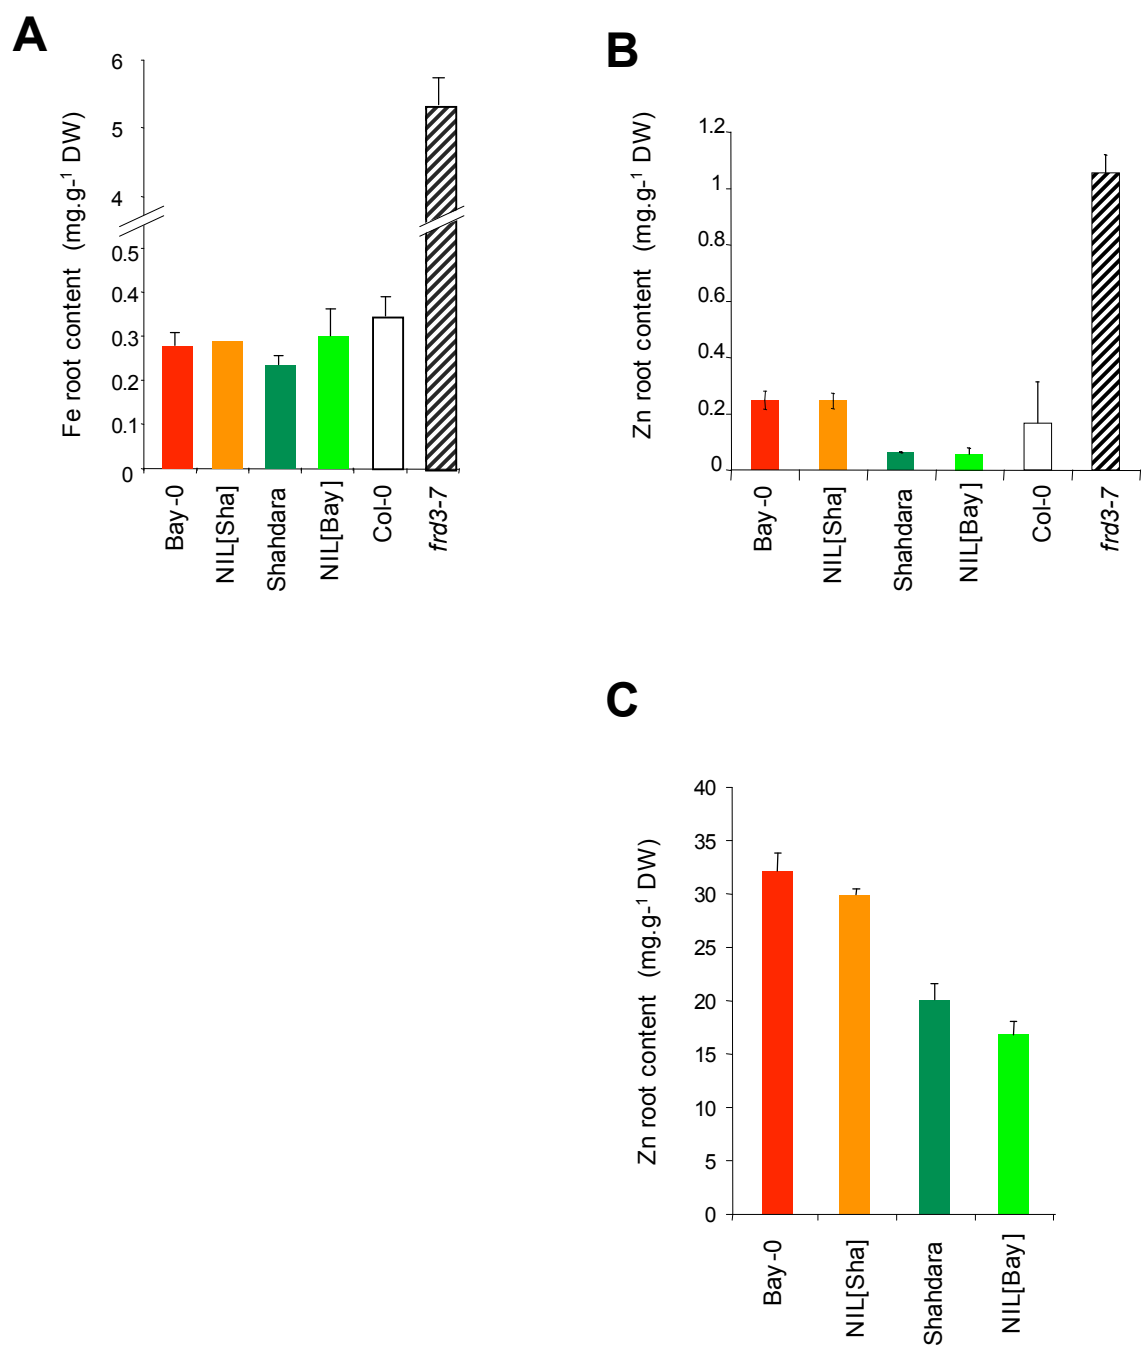 A
Fe root content (mg.g-1 DW)
6
5
4
0.5
0.4
0.3
0.2
0.1
0
Bay -0
NIL[Sha]
Shahdara
NIL[Bay]
Col-0
frd3-7
B
Zn root content (mg.g-1 DW)
1.2
1
0.8
0.6
0.4
0.2
0
Bay -0
NIL[Sha]
Shahdara
NIL[Bay]
Col-0
frd3-7
C
Zn root content (mg.g-1 DW)
40
35
30
25
20
15
10
5
0
Bay -0
NIL[Sha]
Shahdara
NIL[Bay]